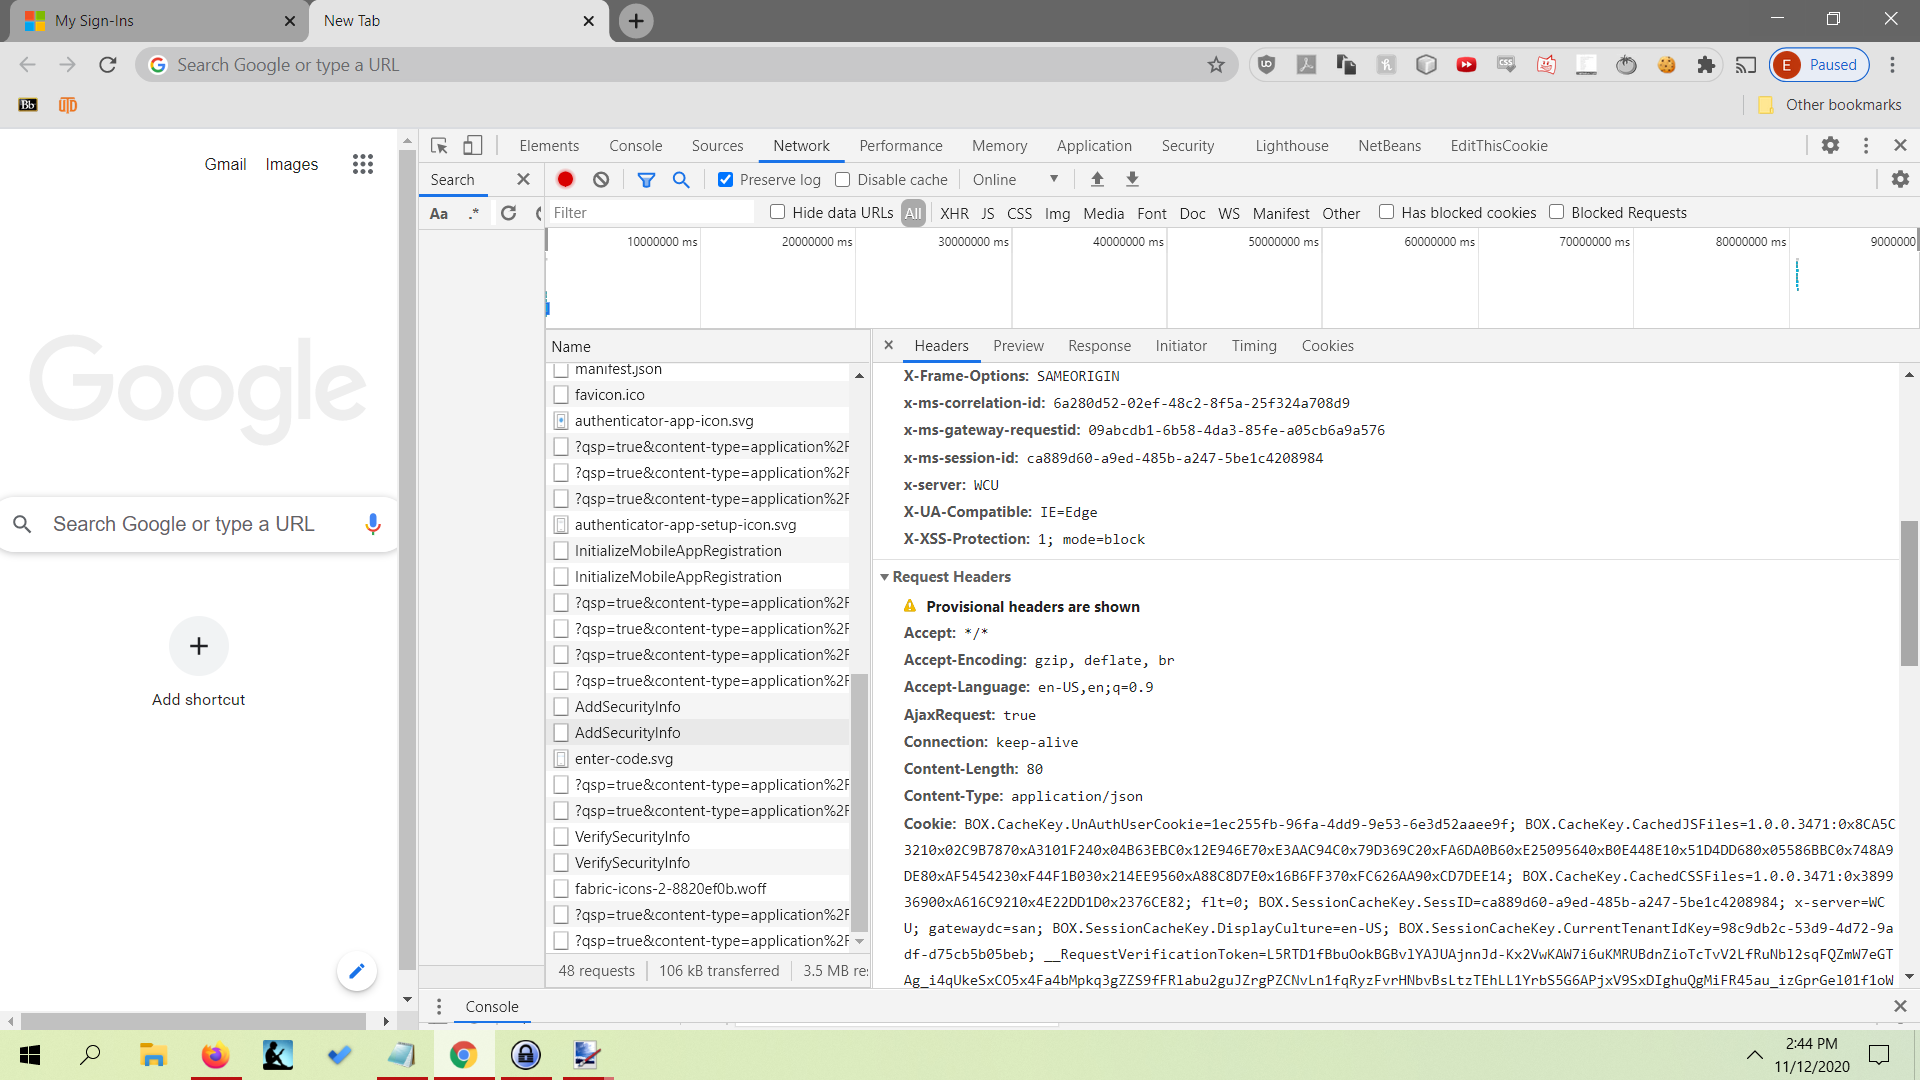 My Sign-Ins
New Tab
Search Google or type a URL
E Paused
Bb UTD
Other bookmarks
Gmail Images
Google
Search Google or type a URL
Add shortcut
Elements Console Sources Network Performance Memory Application Security Lighthouse NetBeans EditThisCookie
Search
Preserve log Disable cache Online
Aa .*
Filter Hide data URLs All XHR JS CSS Img Media Font Doc WS Manifest Other Has blocked cookies Blocked Requests
10000000 ms 20000000 ms 30000000 ms 40000000 ms 50000000 ms 60000000 ms 70000000 ms 80000000 ms 9000000
Name
manifest.json
favicon.ico
authenticator-app-icon.svg
?qsp=true&content-type=application%2F
?qsp=true&content-type=application%2F
?qsp=true&content-type=application%2F
authenticator-app-setup-icon.svg
InitializeMobileAppRegistration
InitializeMobileAppRegistration
?qsp=true&content-type=application%2F
?qsp=true&content-type=application%2F
?qsp=true&content-type=application%2F
?qsp=true&content-type=application%2F
AddSecurityInfo
AddSecurityInfo
enter-code.svg
?qsp=true&content-type=application%2F
?qsp=true&content-type=application%2F
VerifySecurityInfo
VerifySecurityInfo
fabric-icons-2-8820ef0b.woff
?qsp=true&content-type=application%2F
?qsp=true&content-type=application%2F
48 requests 106 kB transferred 3.5 MB re
Headers Preview Response Initiator Timing Cookies
X-Frame-Options: SAMEORIGIN
x-ms-correlation-id: 6a280d52-02ef-48c2-8f5a-25f324a708d9
x-ms-gateway-requestid: 09abcdb1-6b58-4da3-85fe-a05cb6a9a576
x-ms-session-id: ca889d60-a9ed-485b-a247-5be1c4208984
x-server: WCU
X-UA-Compatible: IE=Edge
X-XSS-Protection: 1; mode=block
Request Headers
Provisional headers are shown
Accept: */*
Accept-Encoding: gzip, deflate, br
Accept-Language: en-US,en;q=0.9
AjaxRequest: true
Connection: keep-alive
Content-Length: 80
Content-Type: application/json
Cookie: BOX.CacheKey.UnAuthUserCookie=1ec255fb-96fa-4dd9-9e53-6e3d52aaee9f; BOX.CacheKey.CachedJSFiles=1.0.0.3471:0x8CA5C
3210x02C9B7870xA3101F240x04B63EBC0x12E946E70xE3AAC94C0x79D369C20xFA6DA0B60xE25095640xB0E448E10x51D4DD680x05586BBC0x748A9
DE80xAF5454230xF44F1B030x214EE9560xA88C8D7E0x16B6FF370xFC626AA90xCD7DEE14; BOX.CacheKey.CachedCSSFiles=1.0.0.3471:0x3899
36900xA616C9210x4E22DD1D0x2376CE82; flt=0; BOX.SessionCacheKey.SessID=ca889d60-a9ed-485b-a247-5be1c4208984; x-server=WC
U; gatewaydc=san; BOX.SessionCacheKey.DisplayCulture=en-US; BOX.SessionCacheKey.CurrentTenantIdKey=98c9db2c-53d9-4d72-9a
df-d75cb5b05beb; __RequestVerificationToken=L5RTD1fBbuOokBGBvlYAJUAjnnJd-Kx2VwKAW7i6uKMRUBdnZioTcTvV2LfRuNbl2sqFQZmW7eGT
Ag_i4qUkeSxCO5x4Fa4bMpkq3gZZS9fFRlabu2guJZrgPZCNvLn1fqRyzFvrHNbvBsLtzTEhLL1YrbS5G6APjxV9SxDIghuQgMiFR45au_izGprGel01f1oW
Console
2:44 PM
11/12/2020